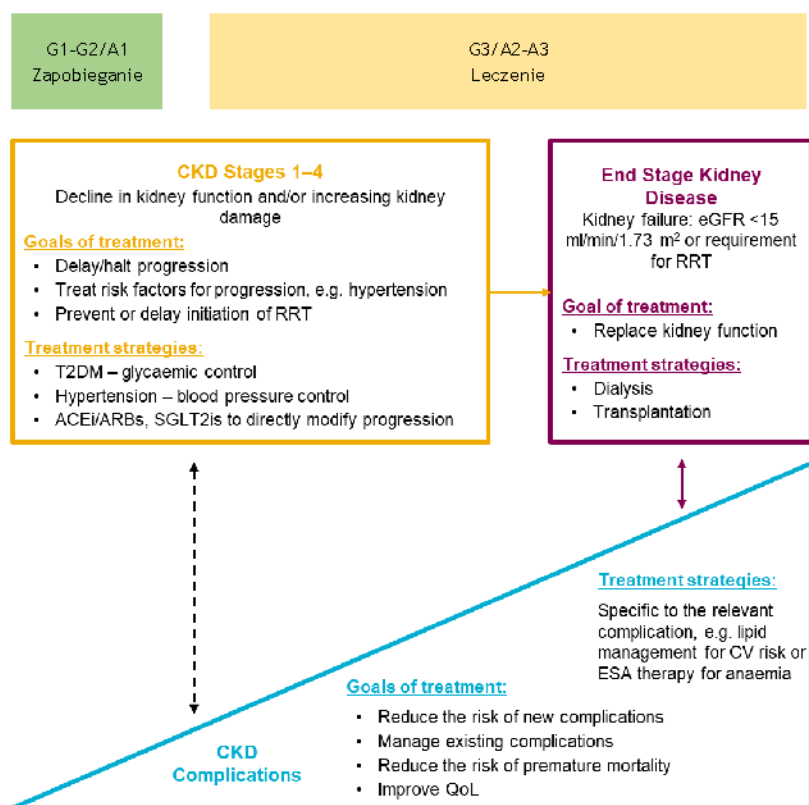 G1-G2/A1
Zapobieganie
G3/A2-A3
Leczenie
CKD Stages 1–4
Decline in kidney function and/or increasing kidney
damage
Goals of treatment:
• Delay/halt progression
• Treat risk factors for progression, e.g. hypertension
• Prevent or delay initiation of RRT
Treatment strategies:
• T2DM – glycaemic control
• Hypertension – blood pressure control
• ACEi/ARBs, SGLT2is to directly modify progression
End Stage Kidney
Disease
Kidney failure: eGFR <15
ml/min/1.73 m² or requirement
for RRT
Goal of treatment:
• Replace kidney function
Treatment strategies:
• Dialysis
• Transplantation
Treatment strategies:
Specific to the relevant
complication, e.g. lipid
management for CV risk or
ESA therapy for anaemia
Goals of treatment:
• Reduce the risk of new complications
• Manage existing complications
• Reduce the risk of premature mortality
• Improve QoL
CKD
Complications